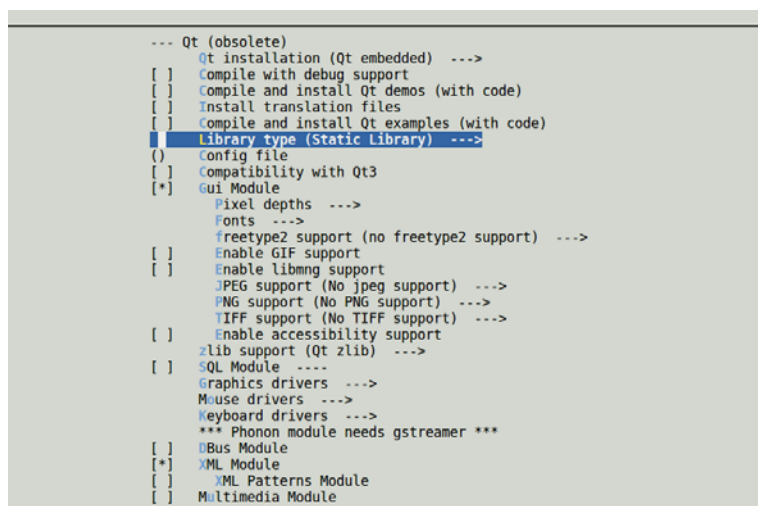 --- Qt (obsolete)
Qt installation (Qt embedded)  --->
[ ]   Compile with debug support
[ ]   Compile and install Qt demos (with code)
[ ]   Install translation files
[ ]   Compile and install Qt examples (with code)
Library type (Static Library)  --->
()    Config file
[ ]   Compatibility with Qt3
[*]   Gui Module
Pixel depths  --->
Fonts  --->
freetype2 support (no freetype2 support)  --->
[ ]     Enable GIF support
[ ]     Enable libmng support
JPEG support (No jpeg support)  --->
PNG support (No PNG support)  --->
TIFF support (No TIFF support)  --->
[ ]     Enable accessibility support
zlib support (Qt zlib)  --->
[ ]   SQL Module  ----
Graphics drivers  --->
Mouse drivers  --->
Keyboard drivers  --->
*** Phonon module needs gstreamer ***
[ ]   DBus Module
[*]   XML Module
[ ]     XML Patterns Module
[ ]   Multimedia Module